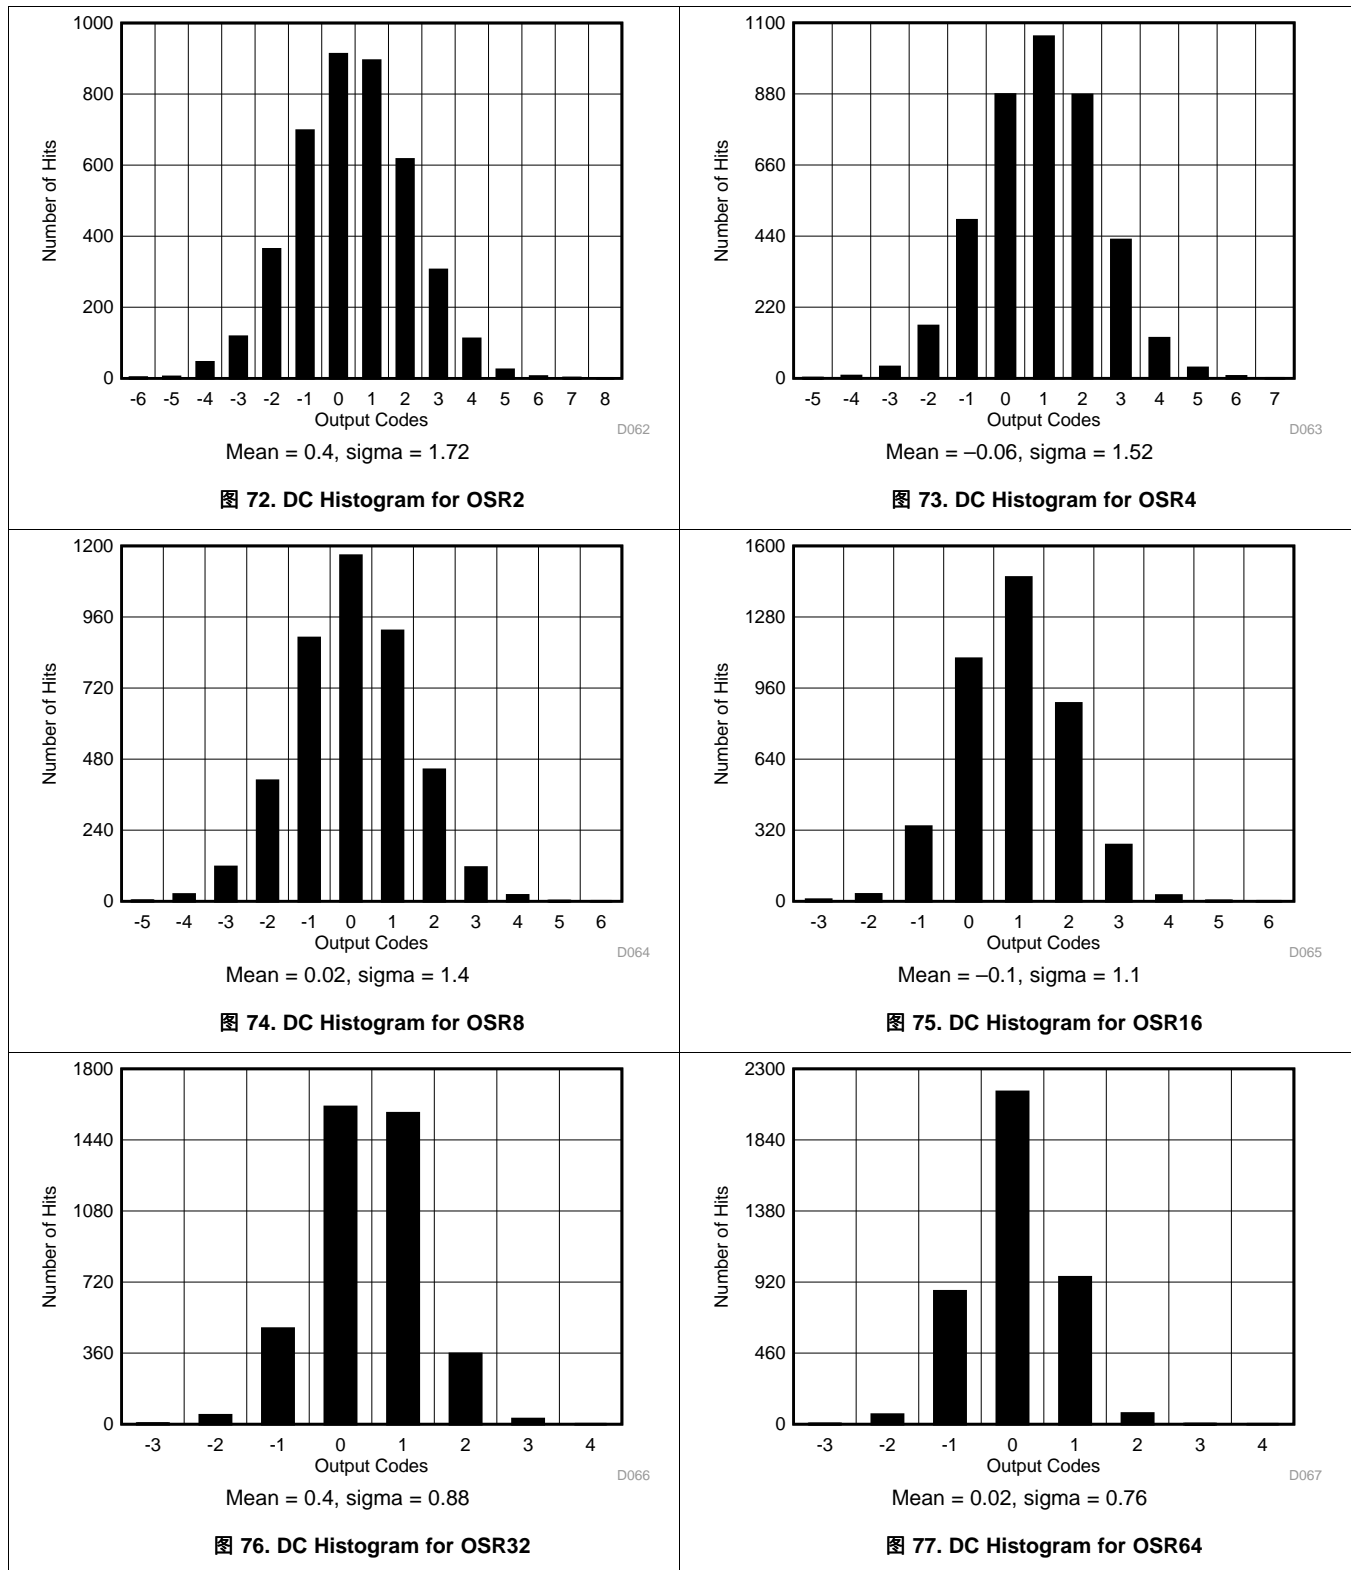 1000
800
600
400
200
0
Number of Hits
-6 -5 -4 -3 -2 -1 0 1 2 3 4 5 6 7 8
Output Codes
D062
Mean = 0.4, sigma = 1.72
图 72. DC Histogram for OSR2
1100
880
660
440
220
0
Number of Hits
-5 -4 -3 -2 -1 0 1 2 3 4 5 6 7
Output Codes
D063
Mean = –0.06, sigma = 1.52
图 73. DC Histogram for OSR4
1200
960
720
480
240
0
Number of Hits
-5 -4 -3 -2 -1 0 1 2 3 4 5 6
Output Codes
D064
Mean = 0.02, sigma = 1.4
图 74. DC Histogram for OSR8
1600
1280
960
640
320
0
Number of Hits
-3 -2 -1 0 1 2 3 4 5 6
Output Codes
D065
Mean = –0.1, sigma = 1.1
图 75. DC Histogram for OSR16
1800
1440
1080
720
360
0
Number of Hits
-3 -2 -1 0 1 2 3 4
Output Codes
D066
Mean = 0.4, sigma = 0.88
图 76. DC Histogram for OSR32
2300
1840
1380
920
460
0
Number of Hits
-3 -2 -1 0 1 2 3 4
Output Codes
D067
Mean = 0.02, sigma = 0.76
图 77. DC Histogram for OSR64